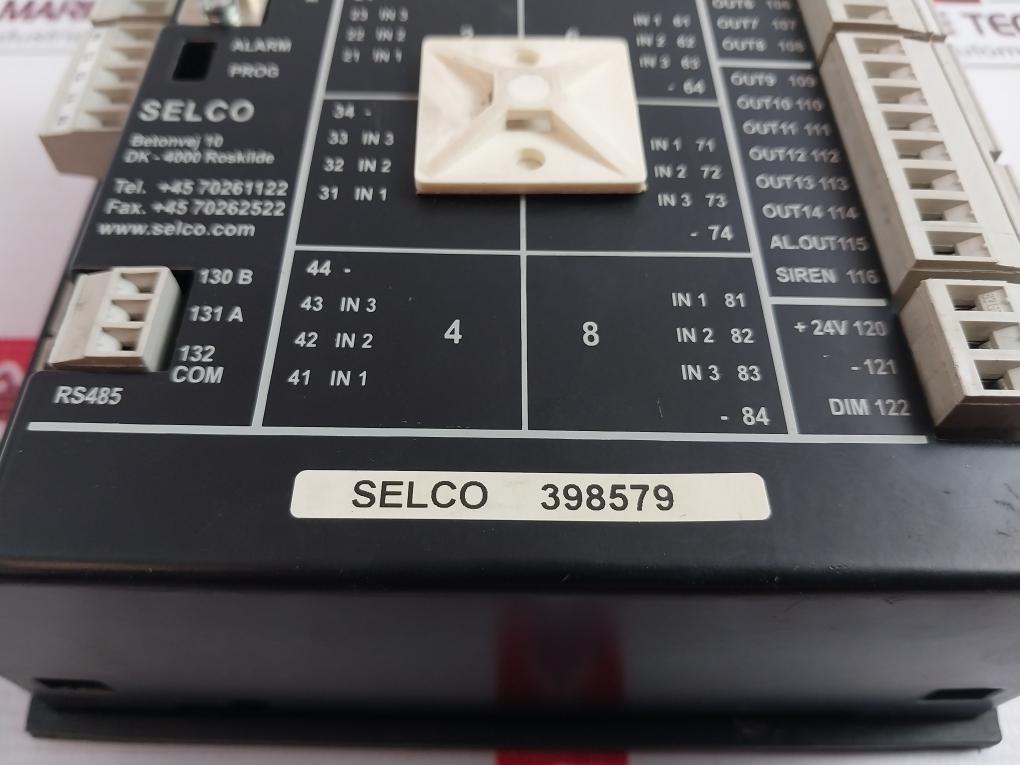 ALARM
PROG
SELCO
Betonvej 10
DK - 4000 Roskilde
Tel. +45 70261122
Fax. +45 70262522
www.selco.com
130 B
131 A
132
COM
RS485
23 IN 3
22 IN 2
21 IN 1
34 -
33 IN 3
32 IN 2
31 IN 1
44 -
43 IN 3
42 IN 2
41 IN 1
4
IN 1 61
IN 2 62
IN 3 63
- 64
IN 1 71
IN 2 72
IN 3 73
- 74
8
IN 1 81
IN 2 82
IN 3 83
- 84
OUT6 106
OUT7 107
OUT8 108
OUT9 109
OUT10 110
OUT11 111
OUT12 112
OUT13 113
OUT14 114
AL.OUT115
SIREN 116
+ 24V 120
- 121
DIM 122
SELCO 398579